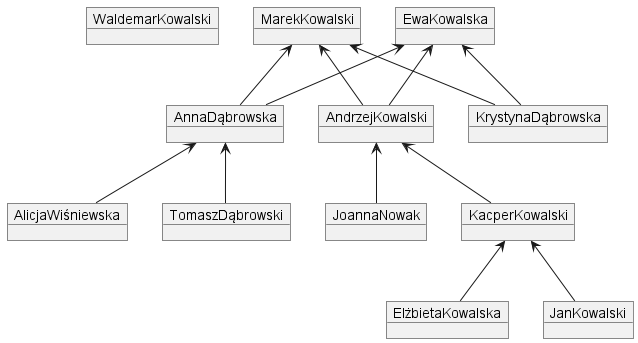 WaldemarKowalski
MarekKowalski
EwaKowalska
AnnaDąbrowska
AndrzejKowalski
KrystynaDąbrowska
AlicjaWiśniewska
TomaszDąbrowski
JoannaNowak
KacperKowalski
ElżbietaKowalska
JanKowalski